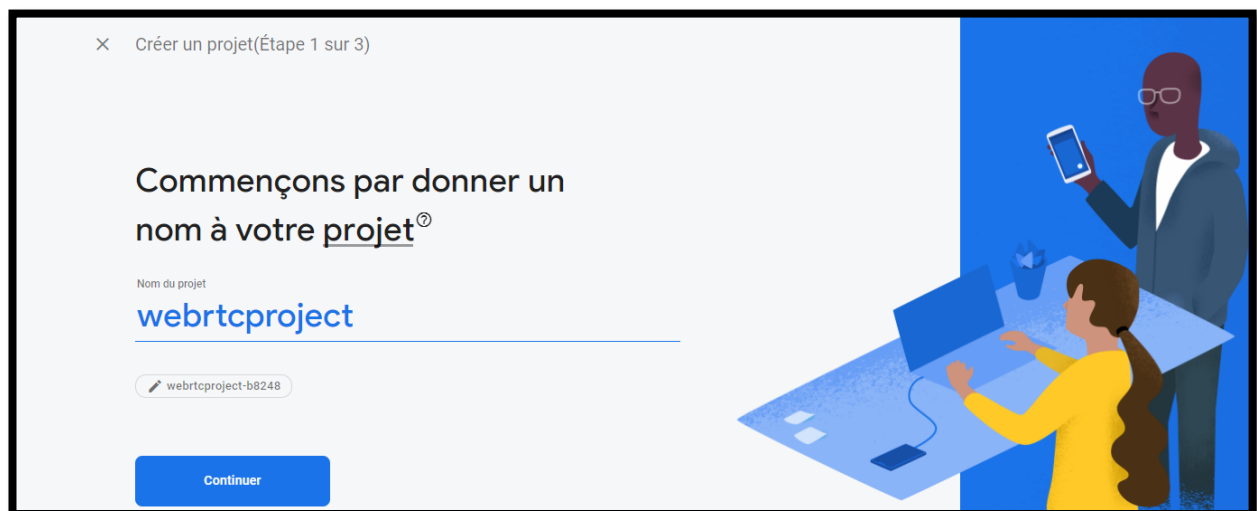 Créer un projet(Étape 1 sur 3)
Commençons par donner un
nom à votre projet
Nom du projet
webrtcproject
webrtcproject-b8248
Continuer